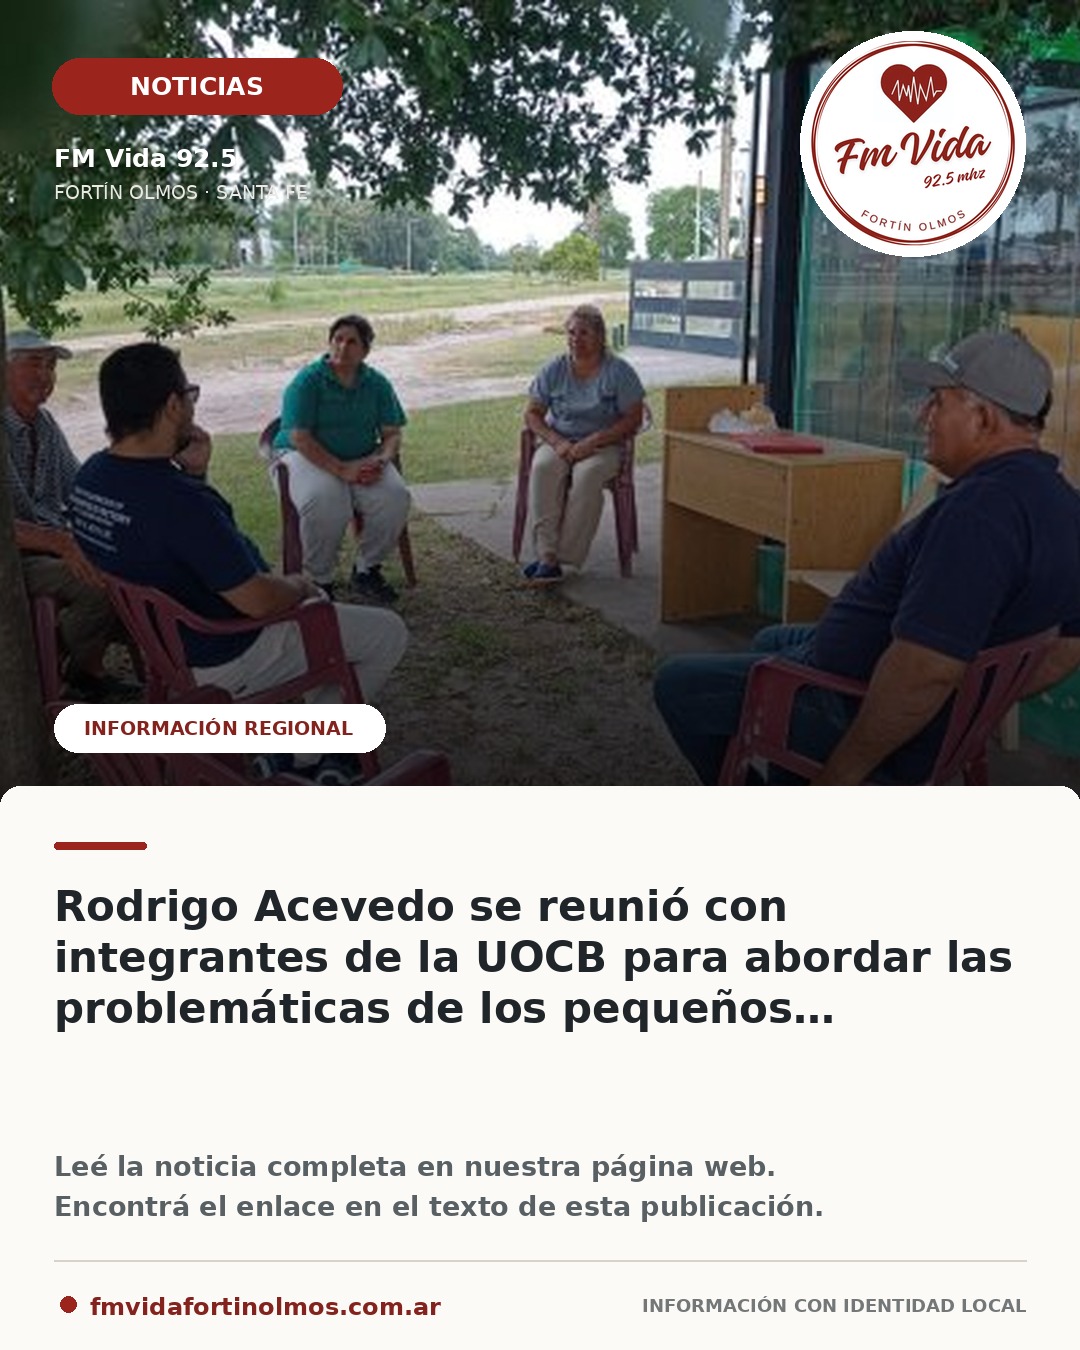 NOTICIAS
FM Vida 92.5
FORTÍN OLMOS · SANTA FE
Fm Vida
92.5 mhz
FORTÍN OLMOS
INFORMACIÓN REGIONAL
Rodrigo Acevedo se reunió con
integrantes de la UOCB para abordar las
problemáticas de los pequeños…
Leé la noticia completa en nuestra página web.
Encontrá el enlace en el texto de esta publicación.
fmvidafortinolmos.com.ar
INFORMACIÓN CON IDENTIDAD LOCAL